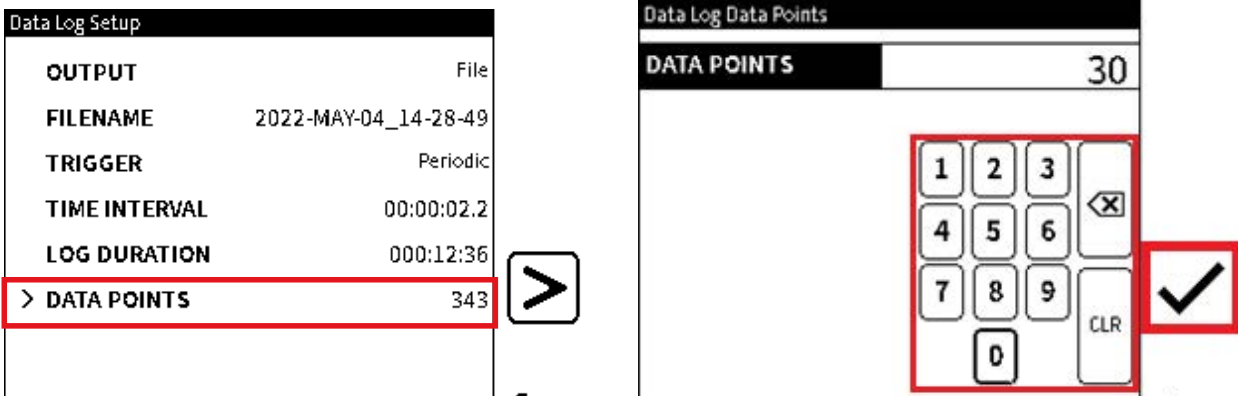 Data Log Setup
OUTPUT File
FILENAME 2022-MAY-04_14-28-49
TRIGGER Periodic
TIME INTERVAL 00:00:02.2
LOG DURATION 000:12:36
> DATA POINTS 343
>
Data Log Data Points
DATA POINTS 30
1 2 3
4 5 6
7 8 9
CLR
0